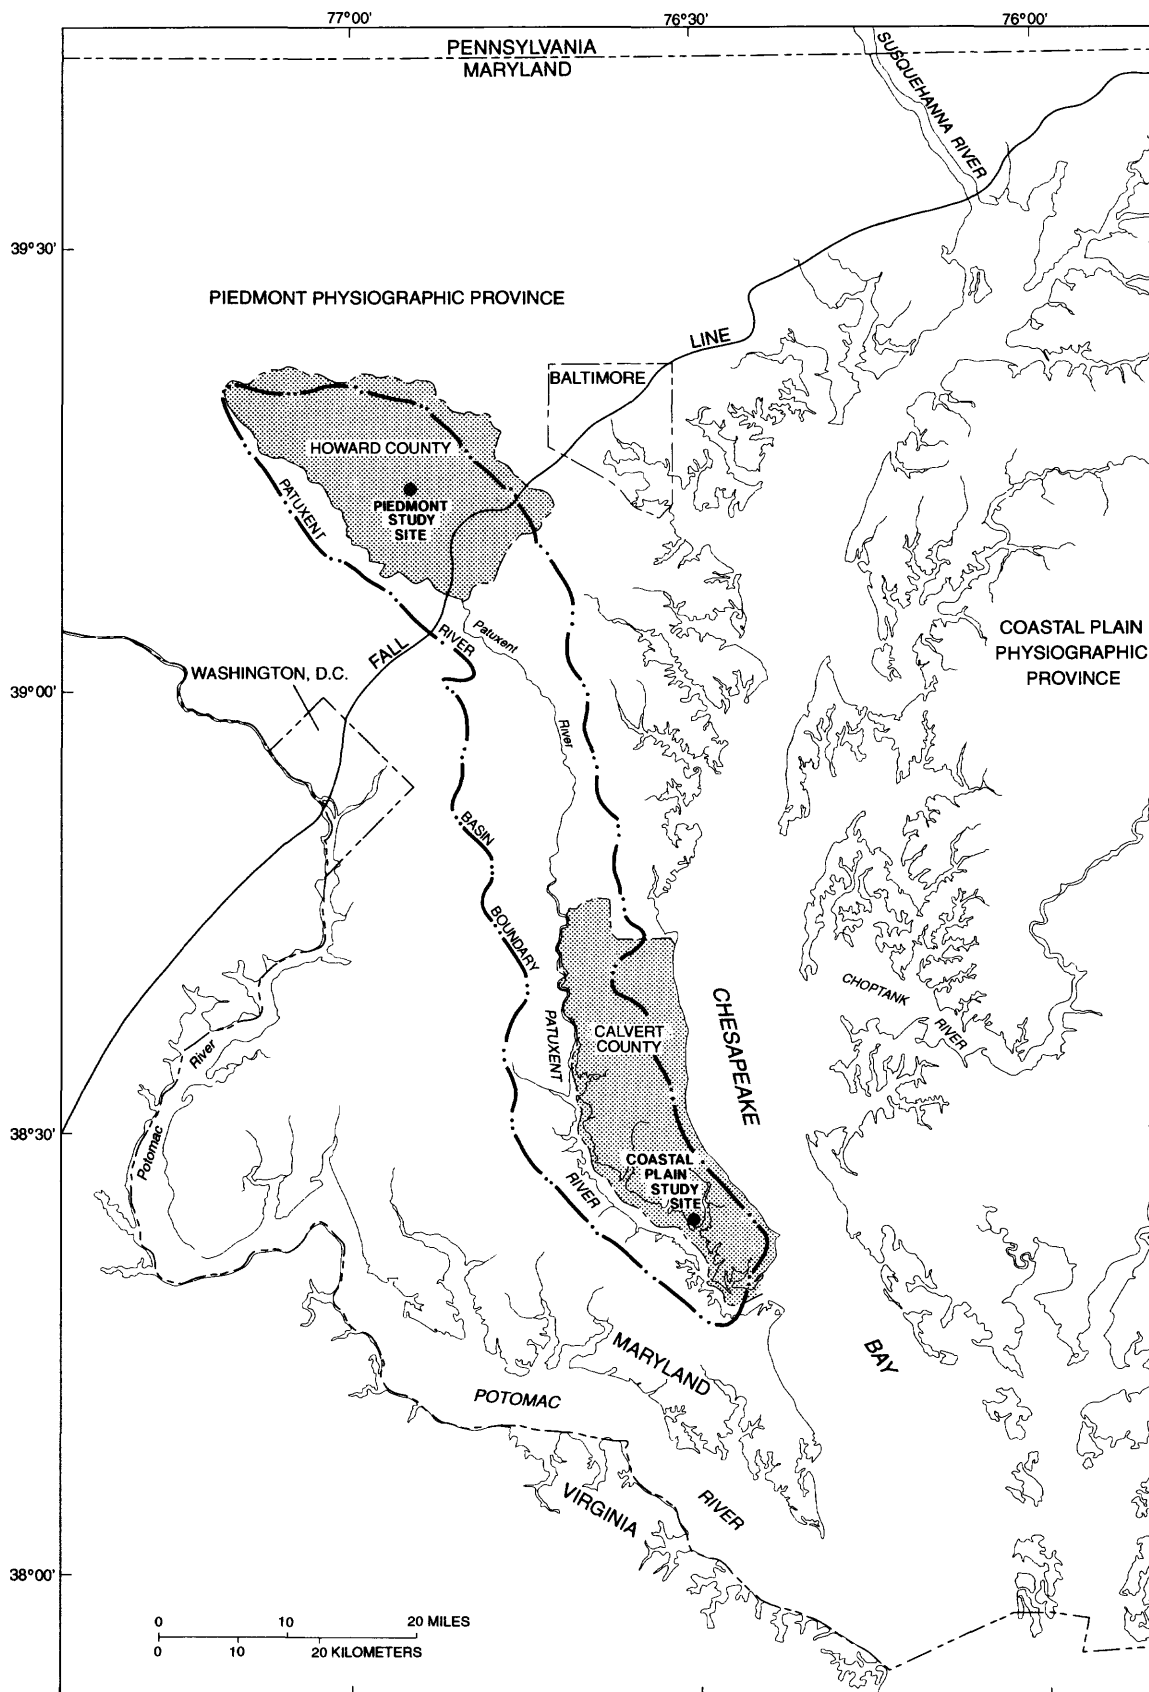 77°00'
76°30'
76°00'
PENNSYLVANIA
MARYLAND
SUSQUEHANNA RIVER
39°30'
PIEDMONT PHYSIOGRAPHIC PROVINCE
LINE
BALTIMORE
HOWARD COUNTY
PATUXENT
PIEDMONT
STUDY
SITE
FALL
RIVER
Patuxent
COASTAL PLAIN
PHYSIOGRAPHIC
PROVINCE
WASHINGTON, D.C.
39°00'
River
BASIN
BOUNDARY
CHOPTANK
RIVER
CHESAPEAKE
PATUXENT
CALVERT
COUNTY
River
38°30'
Potomac
COASTAL
PLAIN
STUDY
SITE
RIVER
MARYLAND
BAY
POTOMAC
VIRGINIA
RIVER
38°00'
0 10 20 MILES
0 10 20 KILOMETERS